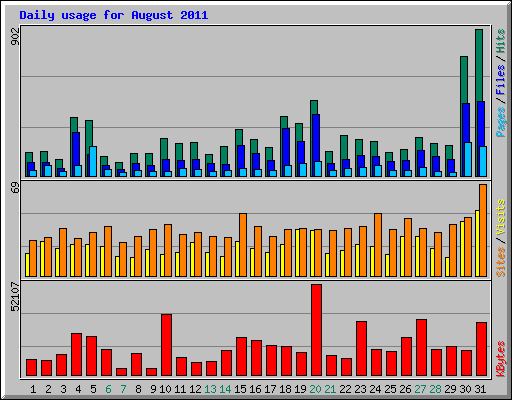 Daily usage for August 2011
902
Pages / Files / Hits
69
Sites / Visits
52107
KBytes
1 2 3 4 5 6 7 8 9 10 11 12 13 14 15 16 17 18 19 20 21 22 23 24 25 26 27 28 29 30 31